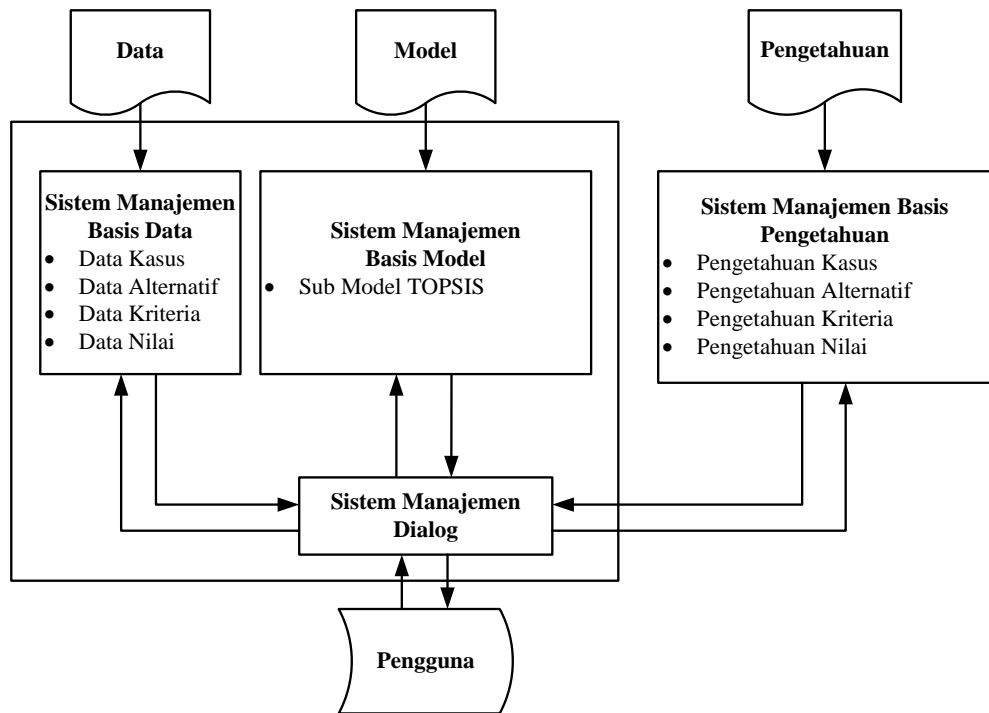 Data
Model
Pengetahuan
Sistem Manajemen
Basis Data
• Data Kasus
• Data Alternatif
• Data Kriteria
• Data Nilai
Sistem Manajemen
Basis Model
• Sub Model TOPSIS
Sistem Manajemen Basis
Pengetahuan
• Pengetahuan Kasus
• Pengetahuan Alternatif
• Pengetahuan Kriteria
• Pengetahuan Nilai
Sistem Manajemen
Dialog
Pengguna